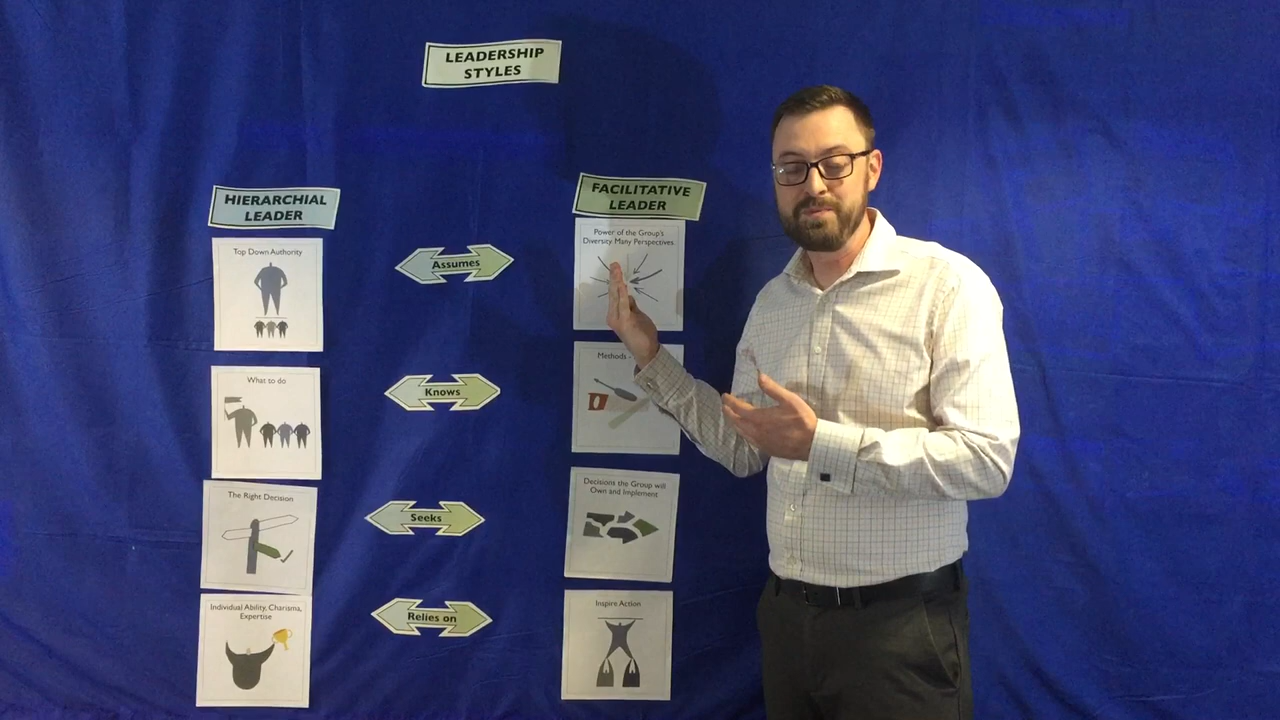 LEADERSHIP
STYLES
HIERARCHIAL
LEADER
FACILITATIVE
LEADER
Top Down Authority
Assumes
Power of the Group's
Diversity Many Perspectives
What to do
Knows
Methods -
The Right Decision
Seeks
Decisions the Group will
Own and Implement
Individual Ability, Charisma,
Expertise
Relies on
Inspire Action